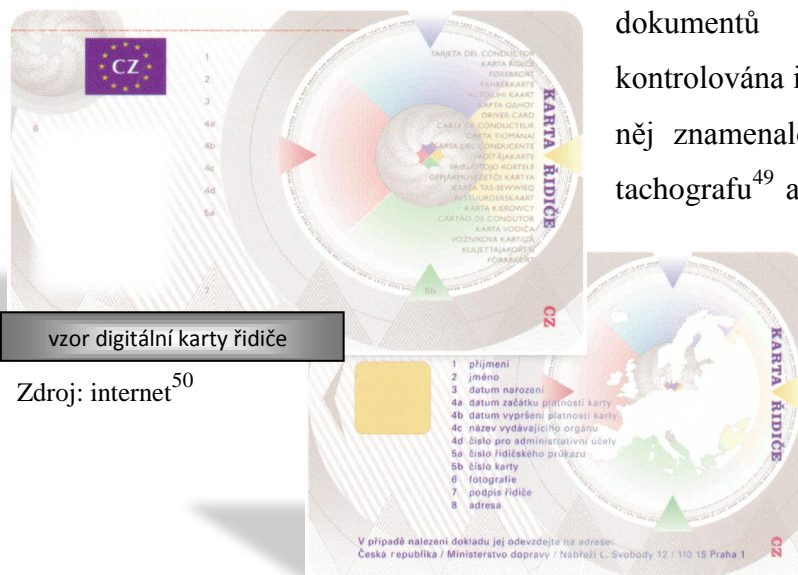 dokumentů
kontrolována i
něj znamenalo
tachografu49 a
CZ
1
2
3
4a
4b
4c
4d
5a
6
7
5b
TARJETA DEL CONDUCTOR
KARTA ŘIDIČE
FØRERKORT
FAHRERKARTE
AUTOJUHI KAART
ΚΑΡΤΑ ΟΔΗΓΟΥ
DRIVER CARD
CARTE DE CONDUCTEUR
CARTA TIOMÁNAÍ
CARTA DEL CONDUCENTE
VADĪTĀJAKARTE
VAIRUOTOJO KORTELĖ
GÉPJÁRMŰVEZETŐI KÁRTYA
KARTA TAS-SEWWIEQ
BESTUURDERSKAART
KARTA KIEROWCY
CARTÃO DE CONDUTOR
KARTA VODIČA
VOZNIKOVA KARTICA
KULJETTAJAKORTTI
FÖRARKORT
KARTA ŘIDIČE
CZ
vzor digitální karty řidiče
Zdroj: internet50
1 příjmení
2 jméno
3 datum narození
4a datum začátku platnosti karty
4b datum vypršení platnosti karty
4c název vydávajícího orgánu
4d číslo pro administrativní účely
5a číslo řidičského průkazu
5b číslo karty
6 fotografie
7 podpis řidiče
8 adresa
KARTA ŘIDIČE
CZ
V případě nalezení dokladu jej odevzdejte na adrese:
Česká republika / Ministerstvo dopravy / Nábřeží L. Svobody 12 / 110 15 Praha 1